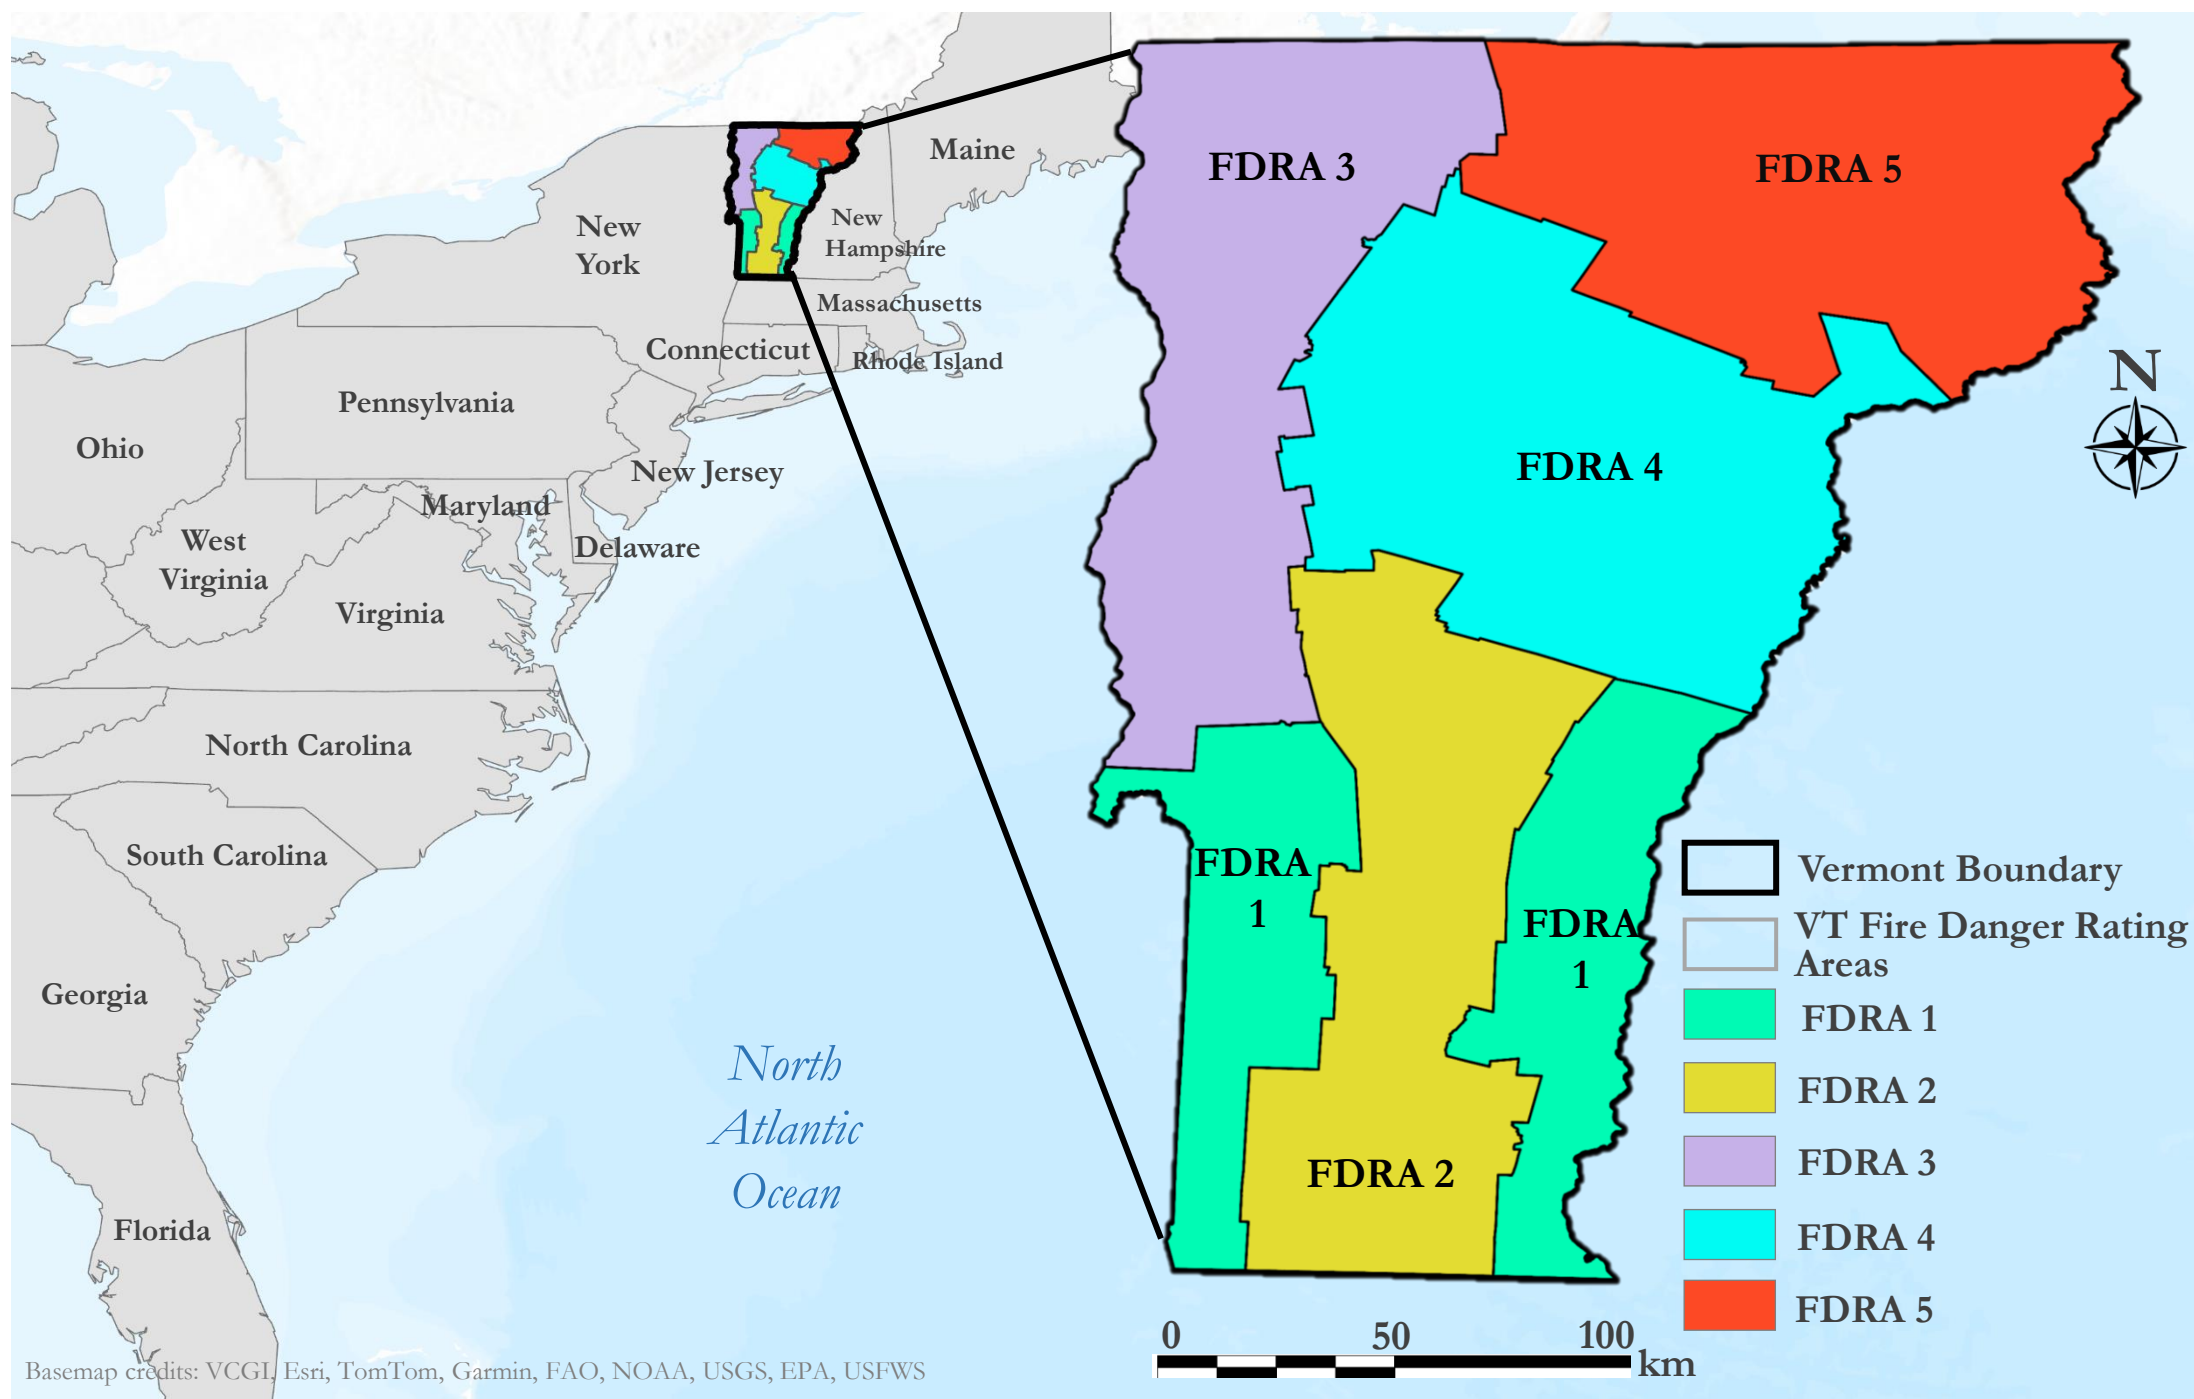 Maine
New
York
New
Hampshire
Massachusetts
Connecticut
Rhode Island
Pennsylvania
Ohio
New Jersey
Maryland
West
Virginia
Delaware
Virginia
North Carolina
South Carolina
Georgia
Florida
North
Atlantic
Ocean
FDRA 3
FDRA 5
FDRA 4
FDRA
1
FDRA
1
FDRA 2
N
Vermont Boundary
VT Fire Danger Rating
Areas
FDRA 1
FDRA 2
FDRA 3
FDRA 4
FDRA 5
0 50 100
km
Basemap credits: VCGI, Esri, TomTom, Garmin, FAO, NOAA, USGS, EPA, USFWS